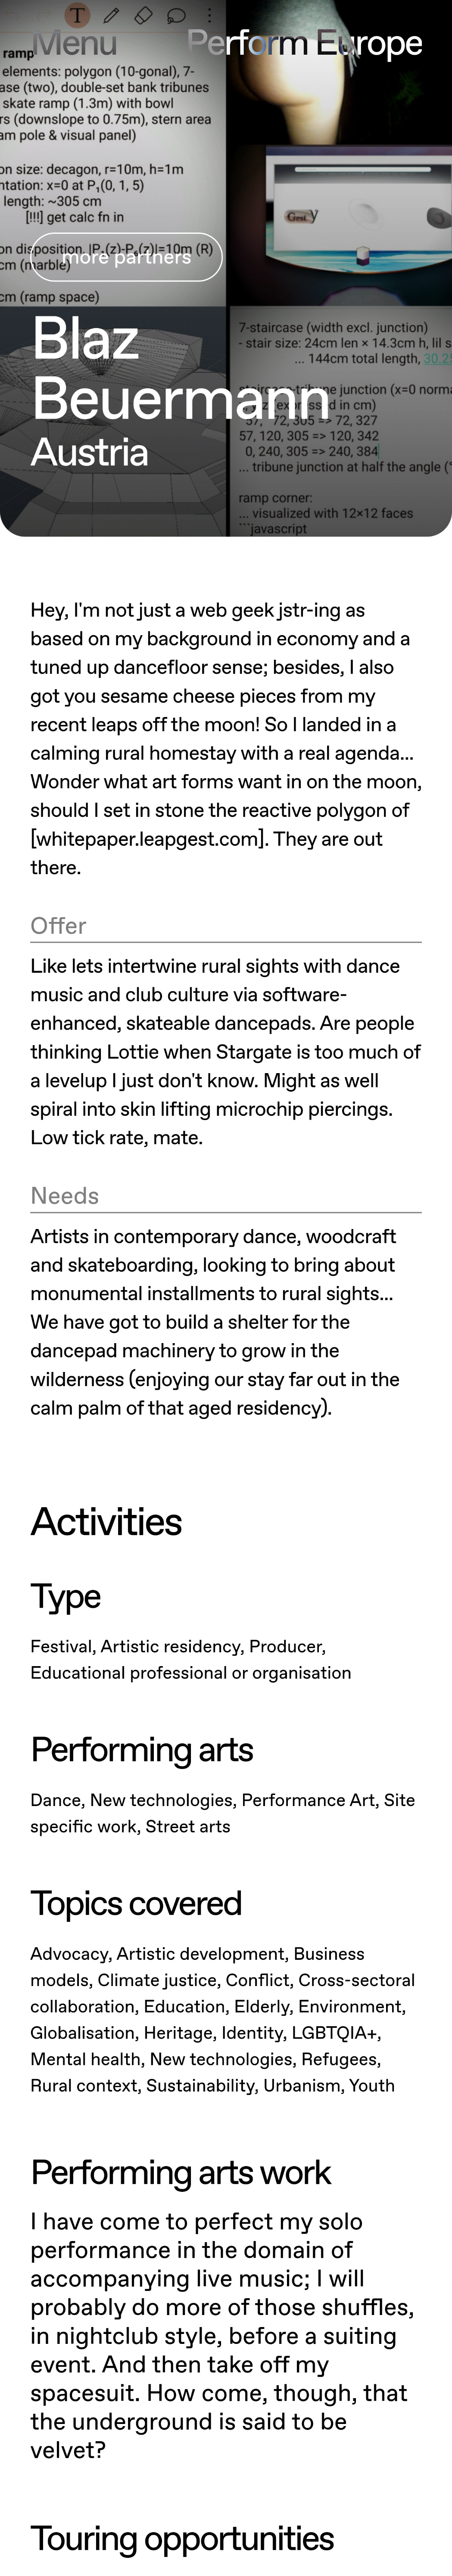 Menu
Perform Europe
ramp
elements: polygon (10-gonal), 7-
ase (two), double-set bank tribunes
skate ramp (1.3m) with bowl
rs (downslope to 0.75m), stern area
am pole & visual panel)
on size: decagon, r=10m, h=1m
ntation: x=0 at P₁(0, 1, 5)
length: ~305 cm
[!!!] get calc fn in
cm (marble)
cm (ramp space)
more partners
Gest V
Blaz
Beuermann
Austria
7-staircase (width excl. junction)
- stair size: 24cm len × 14.3cm h, lil s
... 144cm total length, 30.2
57, 72, 305 => 72, 327
57, 120, 305 => 120, 342
0, 240, 305 => 240, 384
... tribune junction at half the angle (
ramp corner:
... visualized with 12×12 faces
```javascript
Hey, I'm not just a web geek jstr-ing as
based on my background in economy and a
tuned up dancefloor sense; besides, I also
got you sesame cheese pieces from my
recent leaps off the moon! So I landed in a
calming rural homestay with a real agenda...
Wonder what art forms want in on the moon,
should I set in stone the reactive polygon of
[whitepaper.leapgest.com]. They are out
there.
Offer
Like lets intertwine rural sights with dance
music and club culture via software-
enhanced, skateable dancepads. Are people
thinking Lottie when Stargate is too much of
a levelup I just don't know. Might as well
spiral into skin lifting microchip piercings.
Low tick rate, mate.
Needs
Artists in contemporary dance, woodcraft
and skateboarding, looking to bring about
monumental installments to rural sights...
We have got to build a shelter for the
dancepad machinery to grow in the
wilderness (enjoying our stay far out in the
calm palm of that aged residency).
Activities
Type
Festival, Artistic residency, Producer,
Educational professional or organisation
Performing arts
Dance, New technologies, Performance Art, Site
specific work, Street arts
Topics covered
Advocacy, Artistic development, Business
models, Climate justice, Conflict, Cross-sectoral
collaboration, Education, Elderly, Environment,
Globalisation, Heritage, Identity, LGBTQIA+,
Mental health, New technologies, Refugees,
Rural context, Sustainability, Urbanism, Youth
Performing arts work
I have come to perfect my solo
performance in the domain of
accompanying live music; I will
probably do more of those shuffles,
in nightclub style, before a suiting
event. And then take off my
spacesuit. How come, though, that
the underground is said to be
velvet?
Touring opportunities